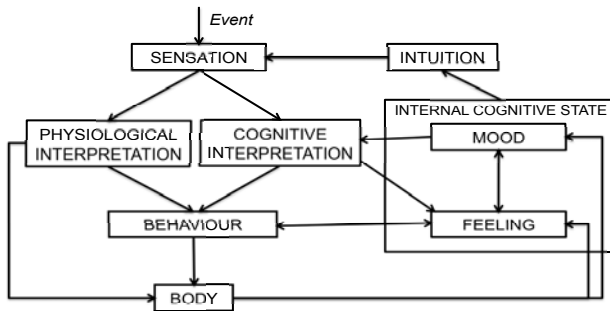 Event
SENSATION
INTUITION
INTERNAL COGNITIVE STATE
PHYSIOLOGICAL
INTERPRETATION
COGNITIVE
INTERPRETATION
MOOD
BEHAVIOUR
FEELING
BODY